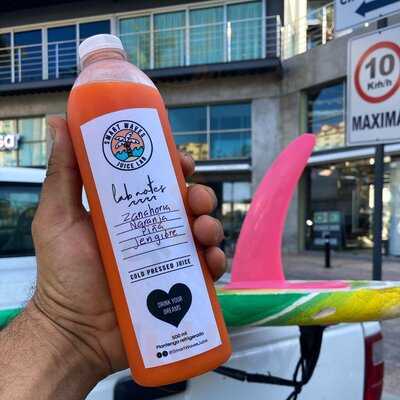 SMART WAVES
JUICE LAB
lab notes
Zanahoria
Naranja
Piña
Jengibre
COLD PRESSED JUICE
DRINK YOUR
DREAMS
500 ml
Mantenga refrigerado
@SmartWavesJuice
10
Km/h
MAXIMA